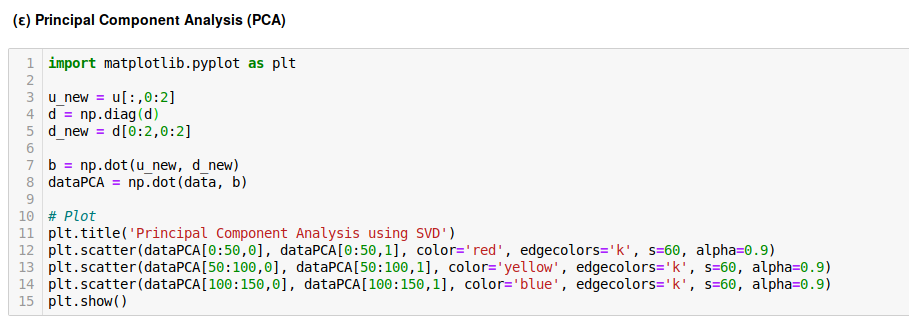 (ε) Principal Component Analysis (PCA)
1 import matplotlib.pyplot as plt
2
3 u_new = u[:,0:2]
4 d = np.diag(d)
5 d_new = d[0:2,0:2]
6
7 b = np.dot(u_new, d_new)
8 dataPCA = np.dot(data, b)
9
10 # Plot
11 plt.title('Principal Component Analysis using SVD')
12 plt.scatter(dataPCA[0:50,0], dataPCA[0:50,1], color='red', edgecolors='k', s=60, alpha=0.9)
13 plt.scatter(dataPCA[50:100,0], dataPCA[50:100,1], color='yellow', edgecolors='k', s=60, alpha=0.9)
14 plt.scatter(dataPCA[100:150,0], dataPCA[100:150,1], color='blue', edgecolors='k', s=60, alpha=0.9)
15 plt.show()